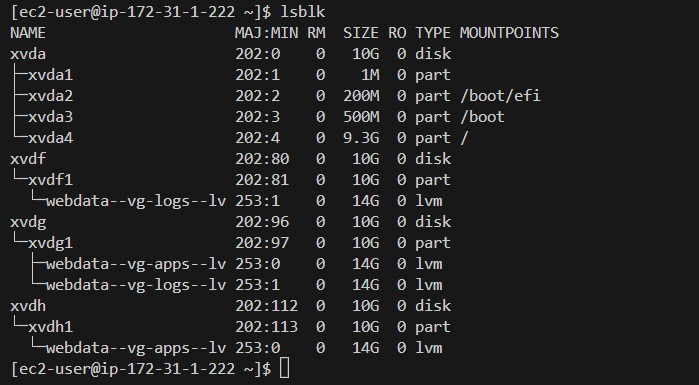 [ec2-user@ip-172-31-1-222 ~]$ lsblk
NAME                      MAJ:MIN RM  SIZE RO TYPE MOUNTPOINTS
xvda                      202:0    0   10G  0 disk
├─xvda1                   202:1    0    1M  0 part
├─xvda2                   202:2    0  200M  0 part /boot/efi
├─xvda3                   202:3    0  500M  0 part /boot
└─xvda4                   202:4    0  9.3G  0 part /
xvdf                      202:80   0   10G  0 disk
└─xvdf1                   202:81   0   10G  0 part
  └─webdata--vg-logs--lv 253:1    0   14G  0 lvm
xvdg                      202:96   0   10G  0 disk
└─xvdg1                   202:97   0   10G  0 part
  ├─webdata--vg-apps--lv 253:0    0   14G  0 lvm
  └─webdata--vg-logs--lv 253:1    0   14G  0 lvm
xvdh                      202:112  0   10G  0 disk
└─xvdh1                   202:113  0   10G  0 part
  └─webdata--vg-apps--lv 253:0    0   14G  0 lvm
[ec2-user@ip-172-31-1-222 ~]$